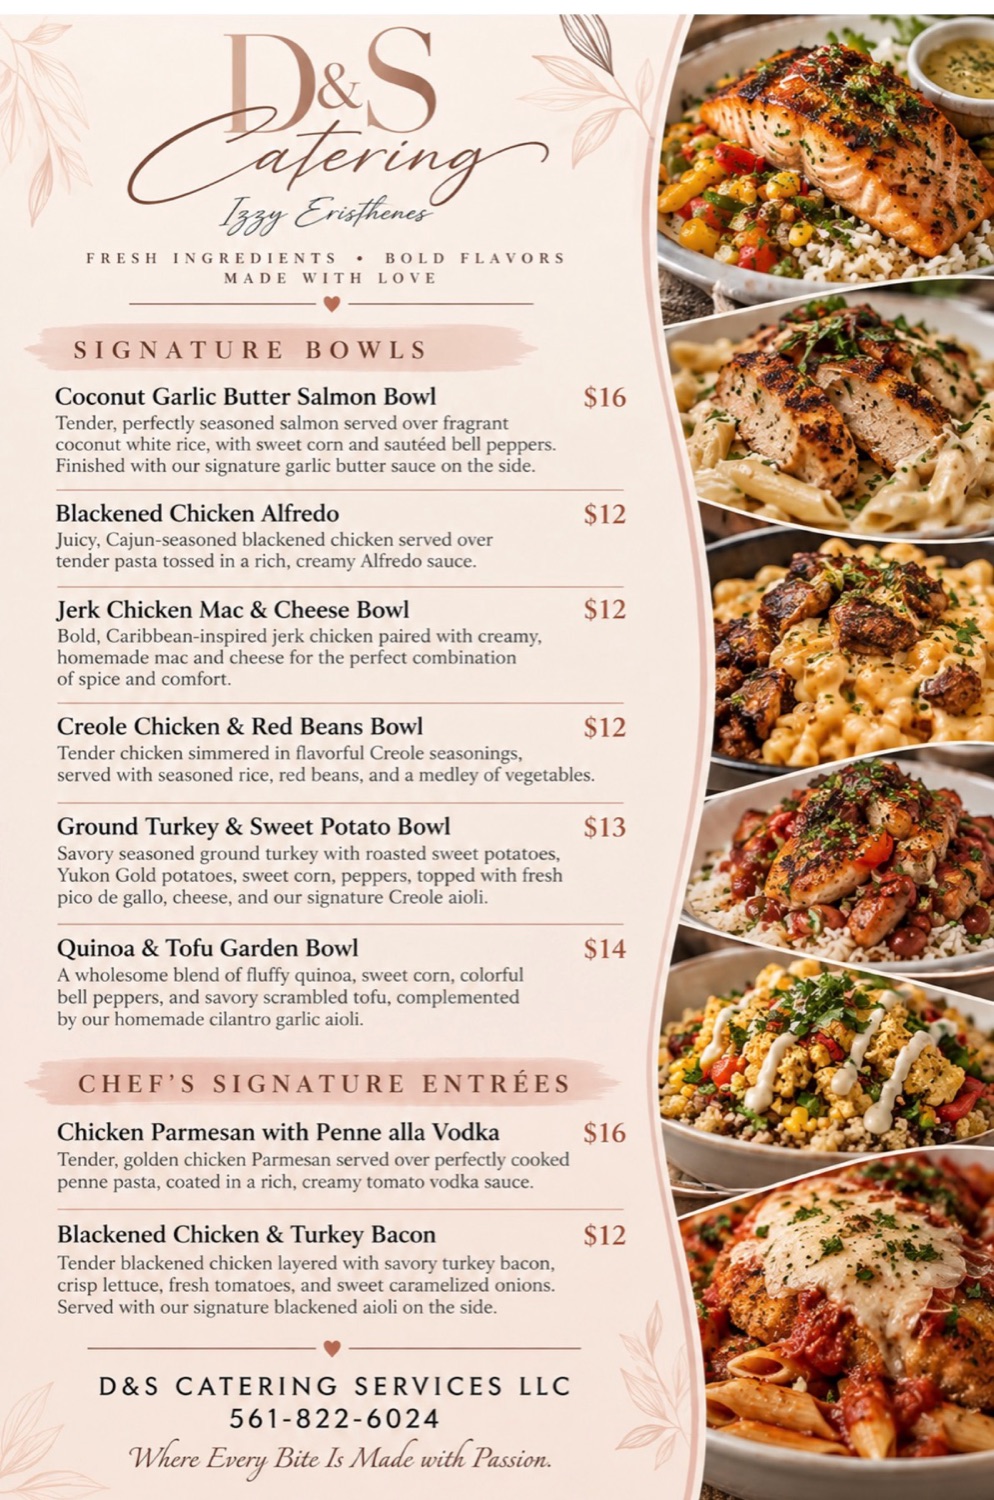 D&S
Catering
Izzy Eristhenes
FRESH INGREDIENTS • BOLD FLAVORS
MADE WITH LOVE
SIGNATURE BOWLS
Coconut Garlic Butter Salmon Bowl $16
Tender, perfectly seasoned salmon served over fragrant
coconut white rice, with sweet corn and sautéed bell peppers.
Finished with our signature garlic butter sauce on the side.
Blackened Chicken Alfredo $12
Juicy, Cajun-seasoned blackened chicken served over
tender pasta tossed in a rich, creamy Alfredo sauce.
Jerk Chicken Mac & Cheese Bowl $12
Bold, Caribbean-inspired jerk chicken paired with creamy,
homemade mac and cheese for the perfect combination
of spice and comfort.
Creole Chicken & Red Beans Bowl $12
Tender chicken simmered in flavorful Creole seasonings,
served with seasoned rice, red beans, and a medley of vegetables.
Ground Turkey & Sweet Potato Bowl $13
Savory seasoned ground turkey with roasted sweet potatoes,
Yukon Gold potatoes, sweet corn, peppers, topped with fresh
pico de gallo, cheese, and our signature Creole aioli.
Quinoa & Tofu Garden Bowl $14
A wholesome blend of fluffy quinoa, sweet corn, colorful
bell peppers, and savory scrambled tofu, complemented
by our homemade cilantro garlic aioli.
CHEF'S SIGNATURE ENTRÉES
Chicken Parmesan with Penne alla Vodka $16
Tender, golden chicken Parmesan served over perfectly cooked
penne pasta, coated in a rich, creamy tomato vodka sauce.
Blackened Chicken & Turkey Bacon $12
Tender blackened chicken layered with savory turkey bacon,
crisp lettuce, fresh tomatoes, and sweet caramelized onions.
Served with our signature blackened aioli on the side.
D&S CATERING SERVICES LLC
561-822-6024
Where Every Bite Is Made with Passion.